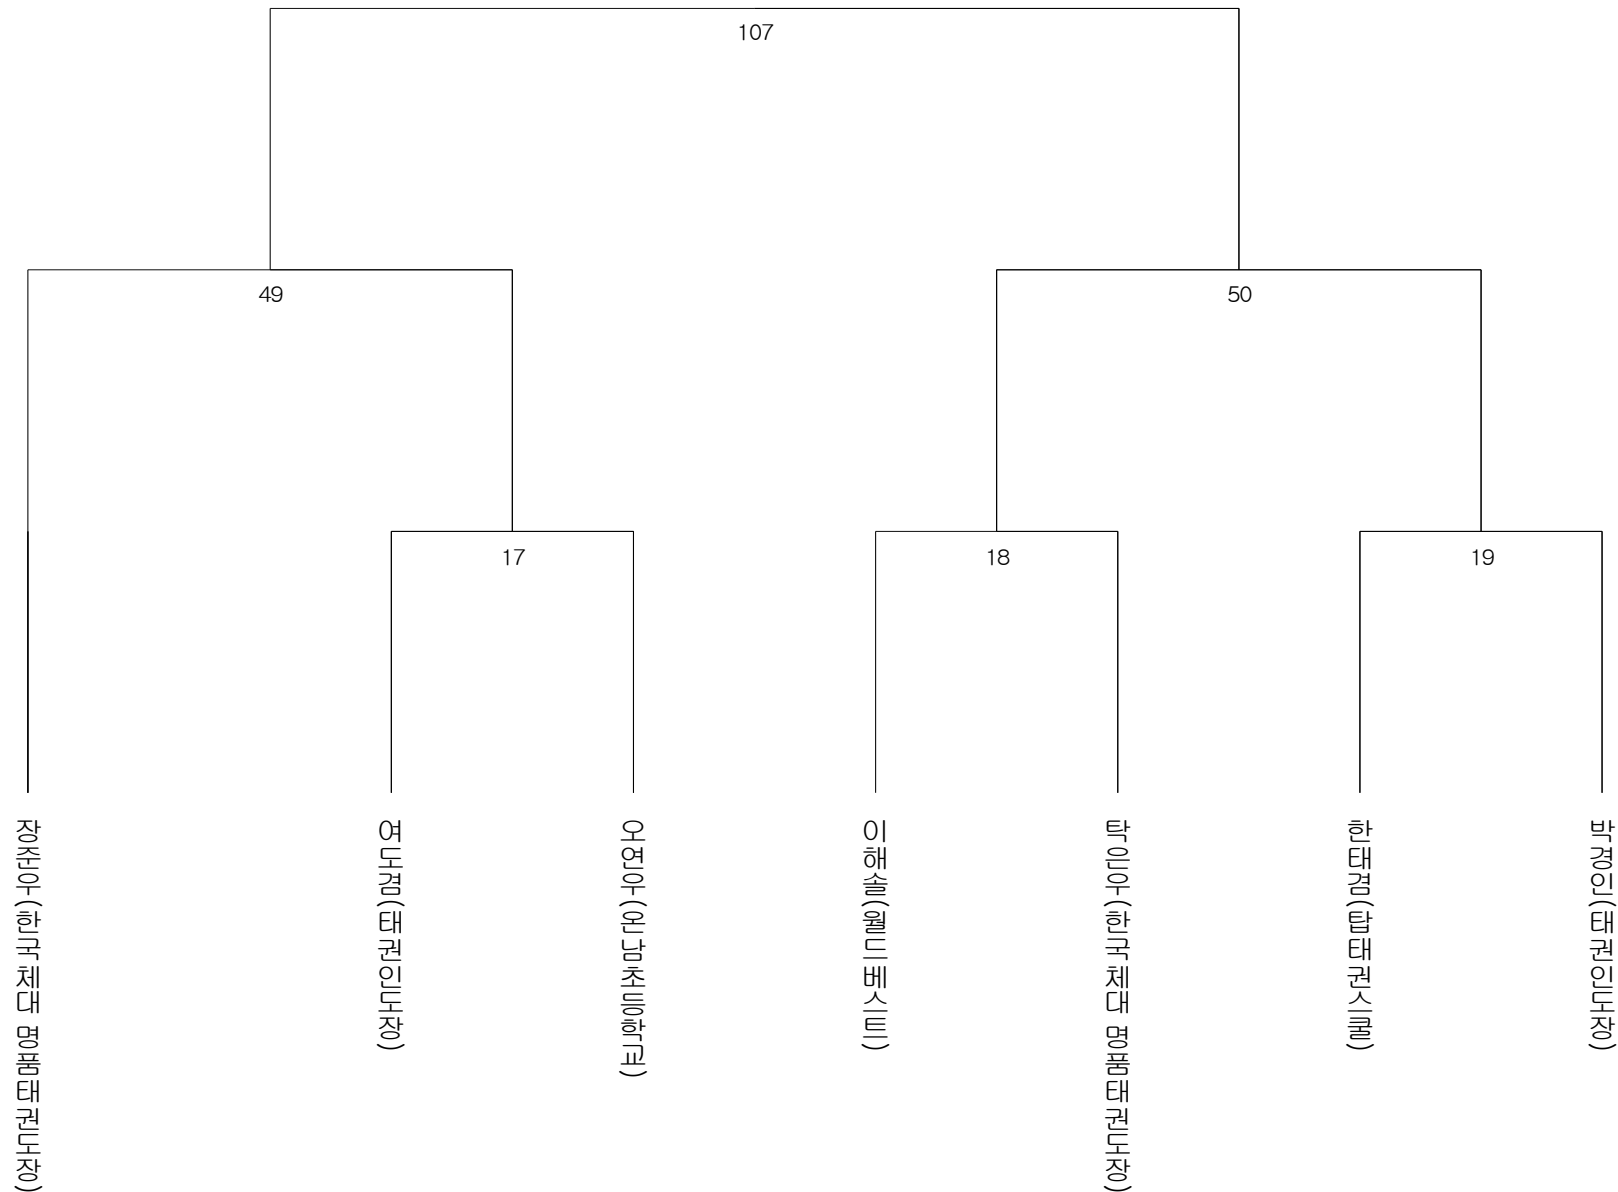 107
49
50
17
18
19
장준우(한국체대 명품태권도장)
여도겸(태권인도장)
오연우(온남초등학교)
이해솔(월드베스트)
탁은우(한국체대 명품태권도장)
한태겸(탑태권스쿨)
박경인(태권인도장)